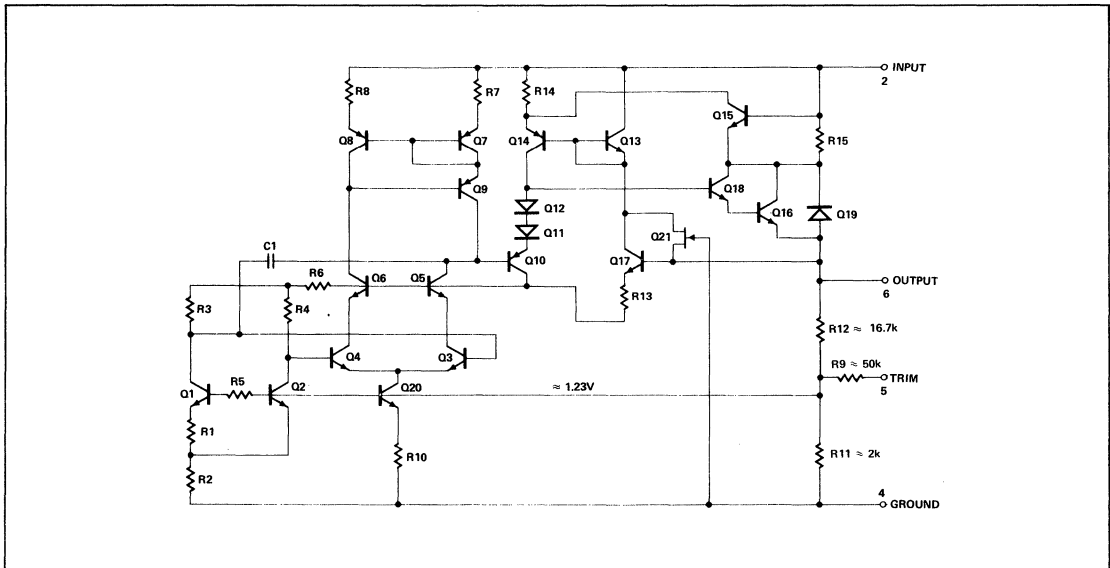 INPUT
2
R8
R7
R14
Q15
Q8
Q7
Q14
Q13
R15
Q9
Q18
Q16
Q19
Q12
Q11
Q21
C1
Q10
Q17
R6
Q6
Q5
OUTPUT
6
R3
R4
R13
R12 ≈ 16.7k
Q4
Q3
R9 ≈ 50k
TRIM
5
R5
Q1
Q2
Q20
≈ 1.23V
R1
R10
R11 ≈ 2k
R2
4
GROUND